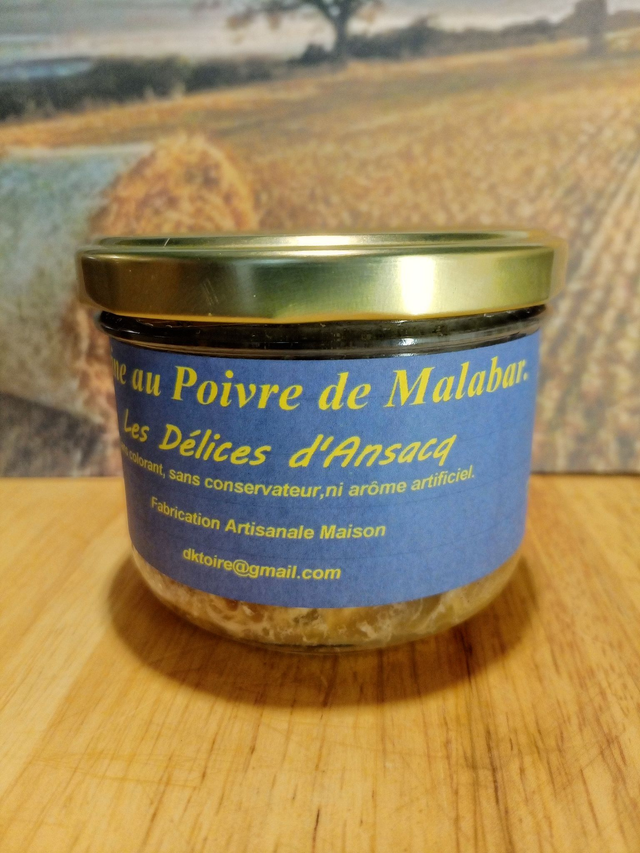 au Poivre de Malabar.
Les Délices d'Ansacq
colorant, sans conservateur,ni arôme artificiel.
Fabrication Artisanale Maison
dktoire@gmail.com